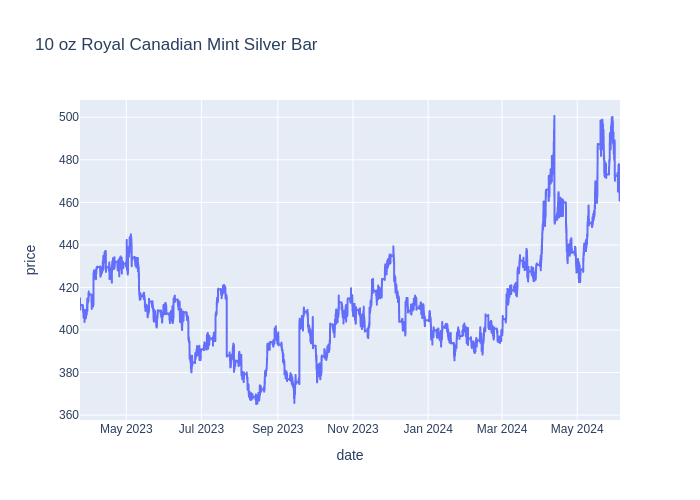 10 oz Royal Canadian Mint Silver Bar
500
480
460
440
420
400
380
360
price
May 2023
Jul 2023
Sep 2023
Nov 2023
Jan 2024
Mar 2024
May 2024
date